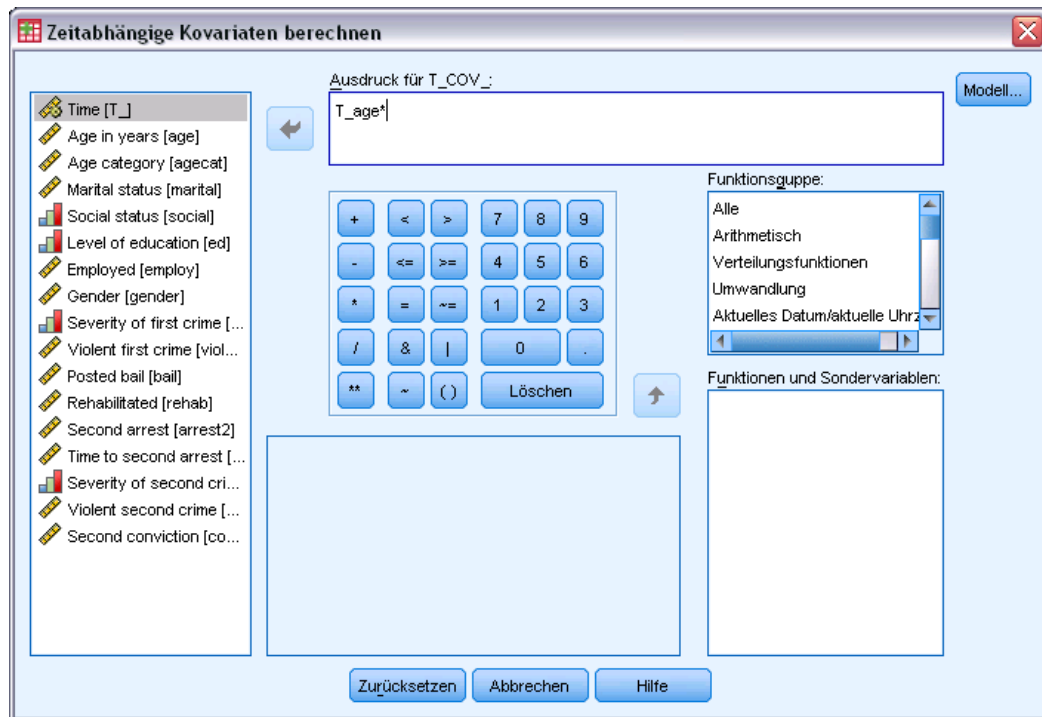 Zeitabhängige Kovariaten berechnen
Ausdruck für T_COV_:
T_age*
Modell...
Time [T_]
Age in years [age]
Age category [agecat]
Marital status [marital]
Social status [social]
Level of education [ed]
Employed [employ]
Gender [gender]
Severity of first crime [...
Violent first crime [viol...
Posted bail [bail]
Rehabilitated [rehab]
Second arrest [arrest2]
Time to second arrest [...
Severity of second cri...
Violent second crime [...
Second conviction [co...
+ < > 7 8 9
- <= >= 4 5 6
* = ~= 1 2 3
/ & | 0 .
** ~ ( ) Löschen
Funktionsgruppe:
Alle
Arithmetisch
Verteilungsfunktionen
Umwandlung
Aktuelles Datum/aktuelle Uhrz
Funktionen und Sondervariablen:
Zurücksetzen Abbrechen Hilfe